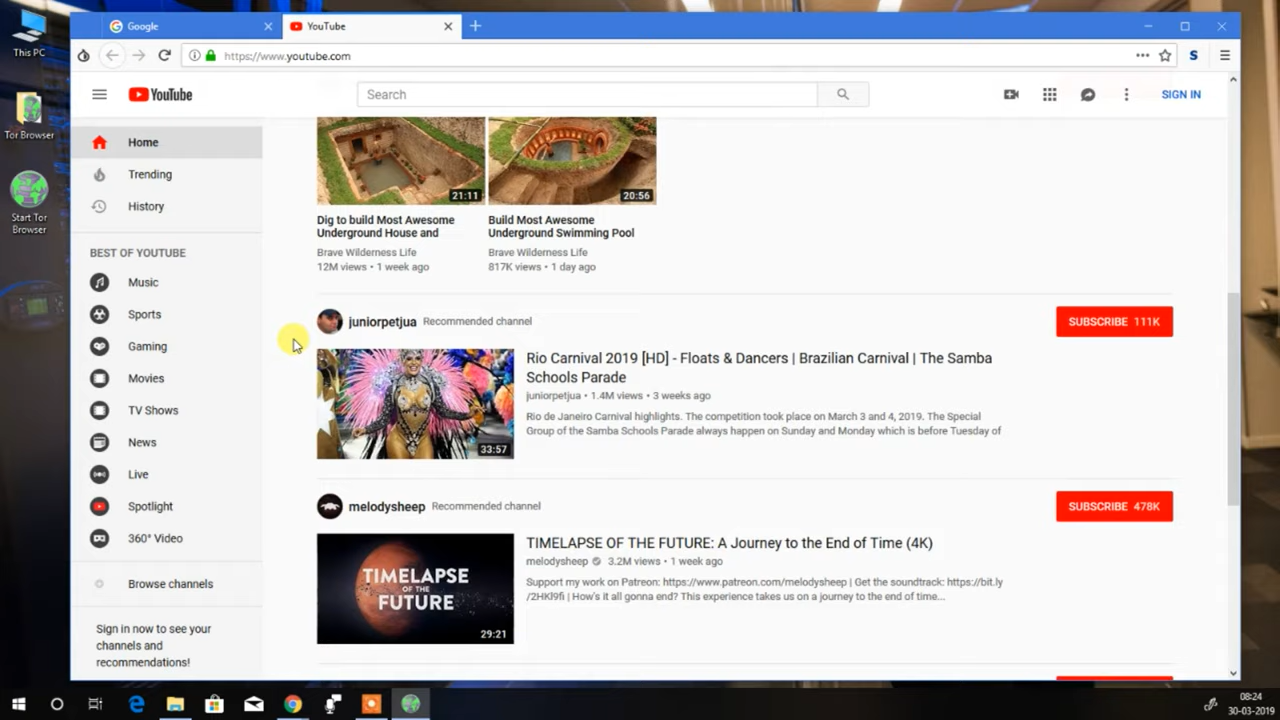 This PC
Tor Browser
Start Tor
Browser
Google
YouTube
https://www.youtube.com
S
YouTube
Search
SIGN IN
Home
Trending
History
BEST OF YOUTUBE
Music
Sports
Gaming
Movies
TV Shows
News
Live
Spotlight
360° Video
Browse channels
Sign in now to see your
channels and
recommendations!
21:11
20:56
Dig to build Most Awesome
Underground House and
Brave Wilderness Life
12M views • 1 week ago
Build Most Awesome
Underground Swimming Pool
Brave Wilderness Life
817K views • 1 day ago
juniorpetjua Recommended channel
SUBSCRIBE 111K
33:57
Rio Carnival 2019 [HD] - Floats & Dancers | Brazilian Carnival | The Samba
Schools Parade
juniorpetjua • 1.4M views • 3 weeks ago
Rio de Janeiro Carnival highlights. The competition took place on March 3 and 4, 2019. The Special
Group of the Samba Schools Parade always happen on Sunday and Monday which is before Tuesday of
melodysheep Recommended channel
SUBSCRIBE 478K
TIMELAPSE
OF THE
FUTURE
29:21
TIMELAPSE OF THE FUTURE: A Journey to the End of Time (4K)
melodysheep 3.2M views • 1 week ago
Support my work on Patreon: https://www.patreon.com/melodysheep | Get the soundtrack: https://bit.ly
/2HKl9fi | How's it all gonna end? This experience takes us on a journey to the end of time...
08:24
30-03-2019